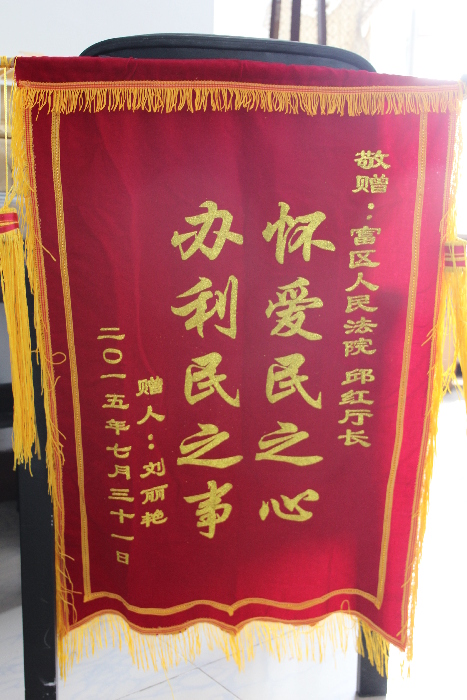 敬赠：富区人民法院 邱红厅长
怀爱民之心
办利民之事
赠人：刘丽艳
二〇一五年七月三十一日